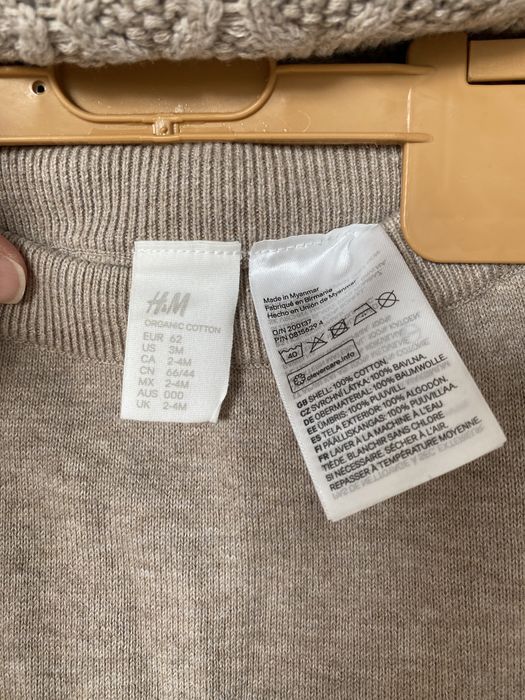 H&M
ORGANIC COTTON
EUR 62
US 3M
CA 2-4M
CN 66/44
MX 2-4M
AUS 000
UK 2-4M
Made in Myanmar
Fabriqué en Birmanie
Hecho en Unión de Myanmar
O/N 200137
P/N 0815629 A
40
clevercare.info
GB SHELL: 100% COTTON.
CZ SVRCHNÍ LÁTKA: 100% BAVLNA.
DE OBERMATERIAL: 100% BAUMWOLLE.
EE ÜMBRIS: 100% PUUVILL.
ES TELA EXTERIOR: 100% ALGODÓN.
FI PÄÄLLISKANGAS: 100% PUUVILLAA.
FR LAVER À LA MACHINE À L'EAU
TIÈDE BLANCHIR SANS CHLORE
SI NÉCESSAIRE SÉCHER À L'AIR.
REPASSER À TEMPÉRATURE MOYENNE.